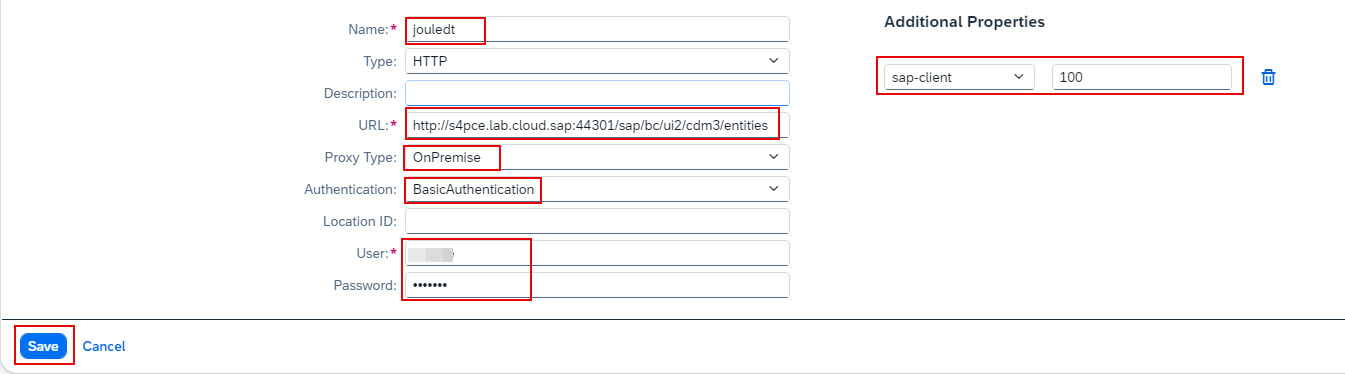 Name:* jouledt
Type: HTTP
Description:
URL:* http://s4pce.lab.cloud.sap:44301/sap/bc/ui2/cdm3/entities
Proxy Type: OnPremise
Authentication: BasicAuthentication
Location ID:
User:*
Password: •••••••
Additional Properties
sap-client 100
Save Cancel